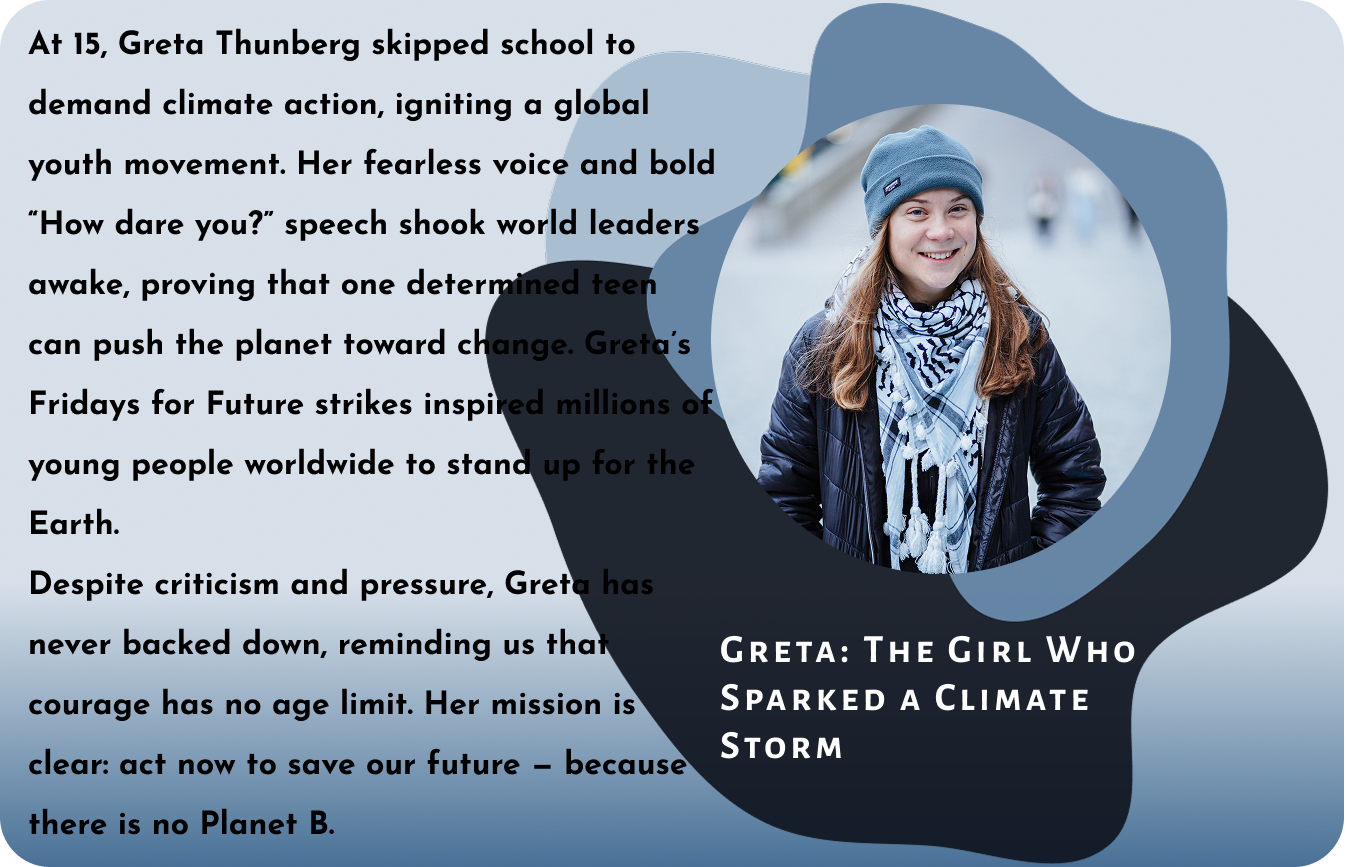 At 15, Greta Thunberg skipped school to
demand climate action, igniting a global
youth movement. Her fearless voice and bold
“How dare you?” speech shook world leaders
awake, proving that one determined teen
can push the planet toward change. Greta’s
Fridays for Future strikes inspired millions of
young people worldwide to stand up for the
Earth.
Despite criticism and pressure, Greta has
never backed down, reminding us that
courage has no age limit. Her mission is
clear: act now to save our future – because
there is no Planet B.
Greta: The Girl Who
Sparked a Climate
Storm